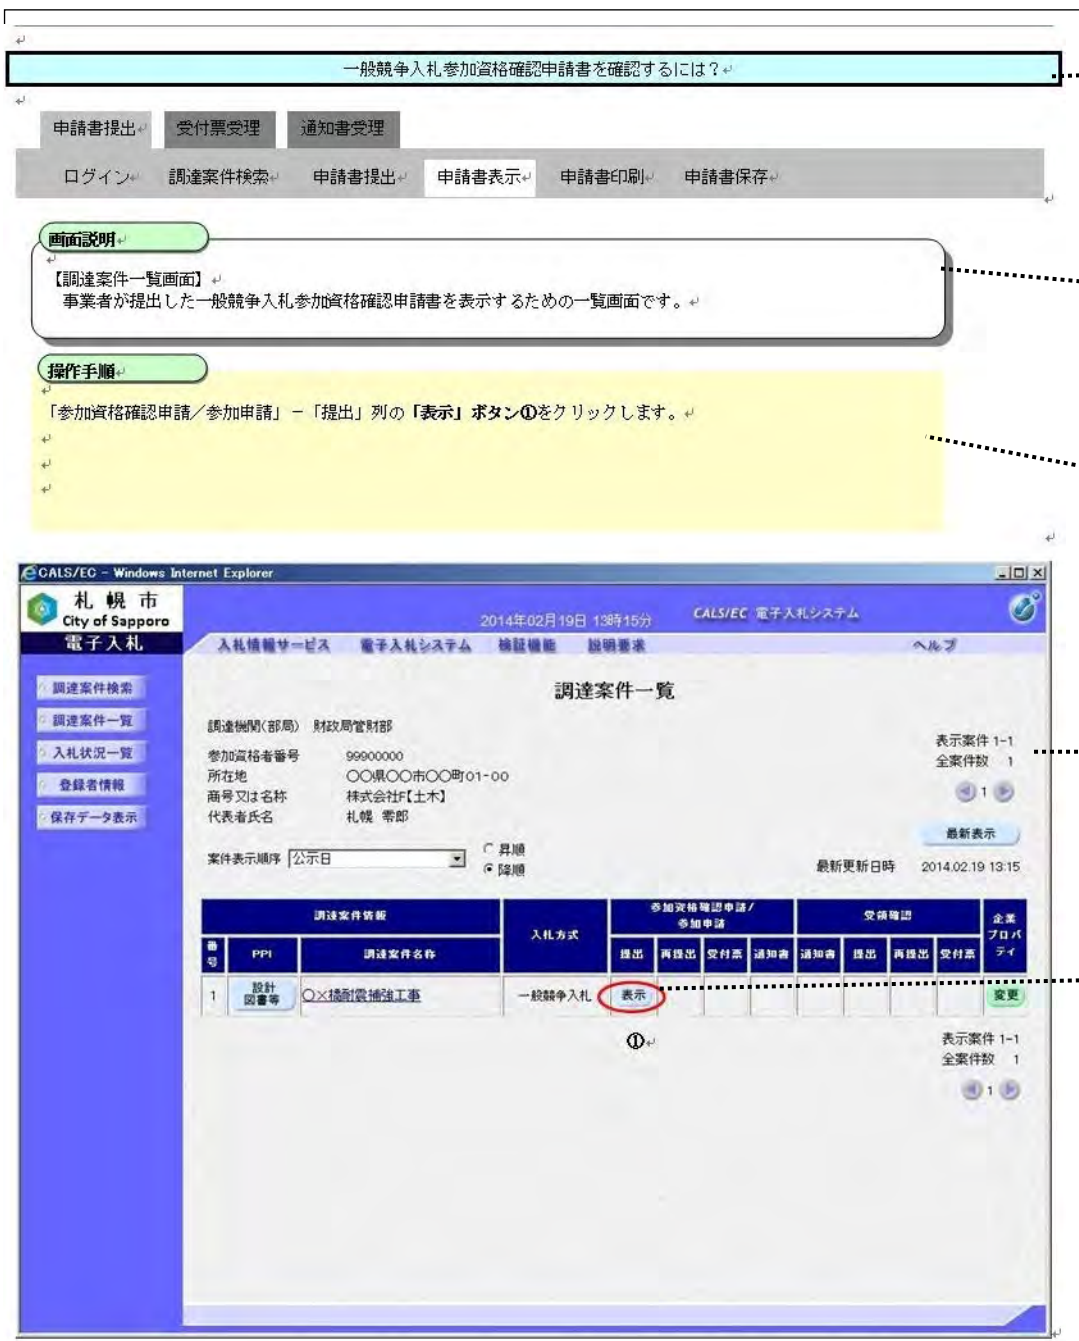 一般競争入札参加資格確認申請書を確認するには？
申請書提出 受付票受理 通知書受理
ログイン 調達案件検索 申請書提出 申請書表示 申請書印刷 申請書保存
画面説明
【調達案件一覧画面】
事業者が提出した一般競争入札参加資格確認申請書を表示するための一覧画面です。
操作手順
「参加資格確認申請／参加申請」－「提出」列の「表示」ボタン①をクリックします。
CALS/EC - Windows Internet Explorer
札幌市
City of Sapporo
2014年02月19日 13時15分 CALS/EC 電子入札システム
電子入札
入札情報サービス 電子入札システム 検証機能 説明要求 ヘルプ
調達案件検索
調達案件一覧
入札状況一覧
登録者情報
保存データ表示
調達案件一覧
調達機関(部局) 財政局管財部
参加資格者番号 99900000
所在地 〇〇県〇〇市〇〇町01-00
商号又は名称 株式会社F【土木】
代表者氏名 札幌 零郎
表示案件 1-1
全案件数 1
1
最新表示
案件表示順序 公示日
昇順
降順
最新更新日時 2014.02.19 13:15
調達案件情報 入札方式 参加資格確認申請/参加申請 受領確認 企業プロパティ
番号 PPI 調達案件名称 提出 再提出 受付票 通知書 通知書 提出 再提出 受付票
1 設計図書等 〇×橋耐震補強工事 一般競争入札 表示 変更
①
表示案件 1-1
全案件数 1
1